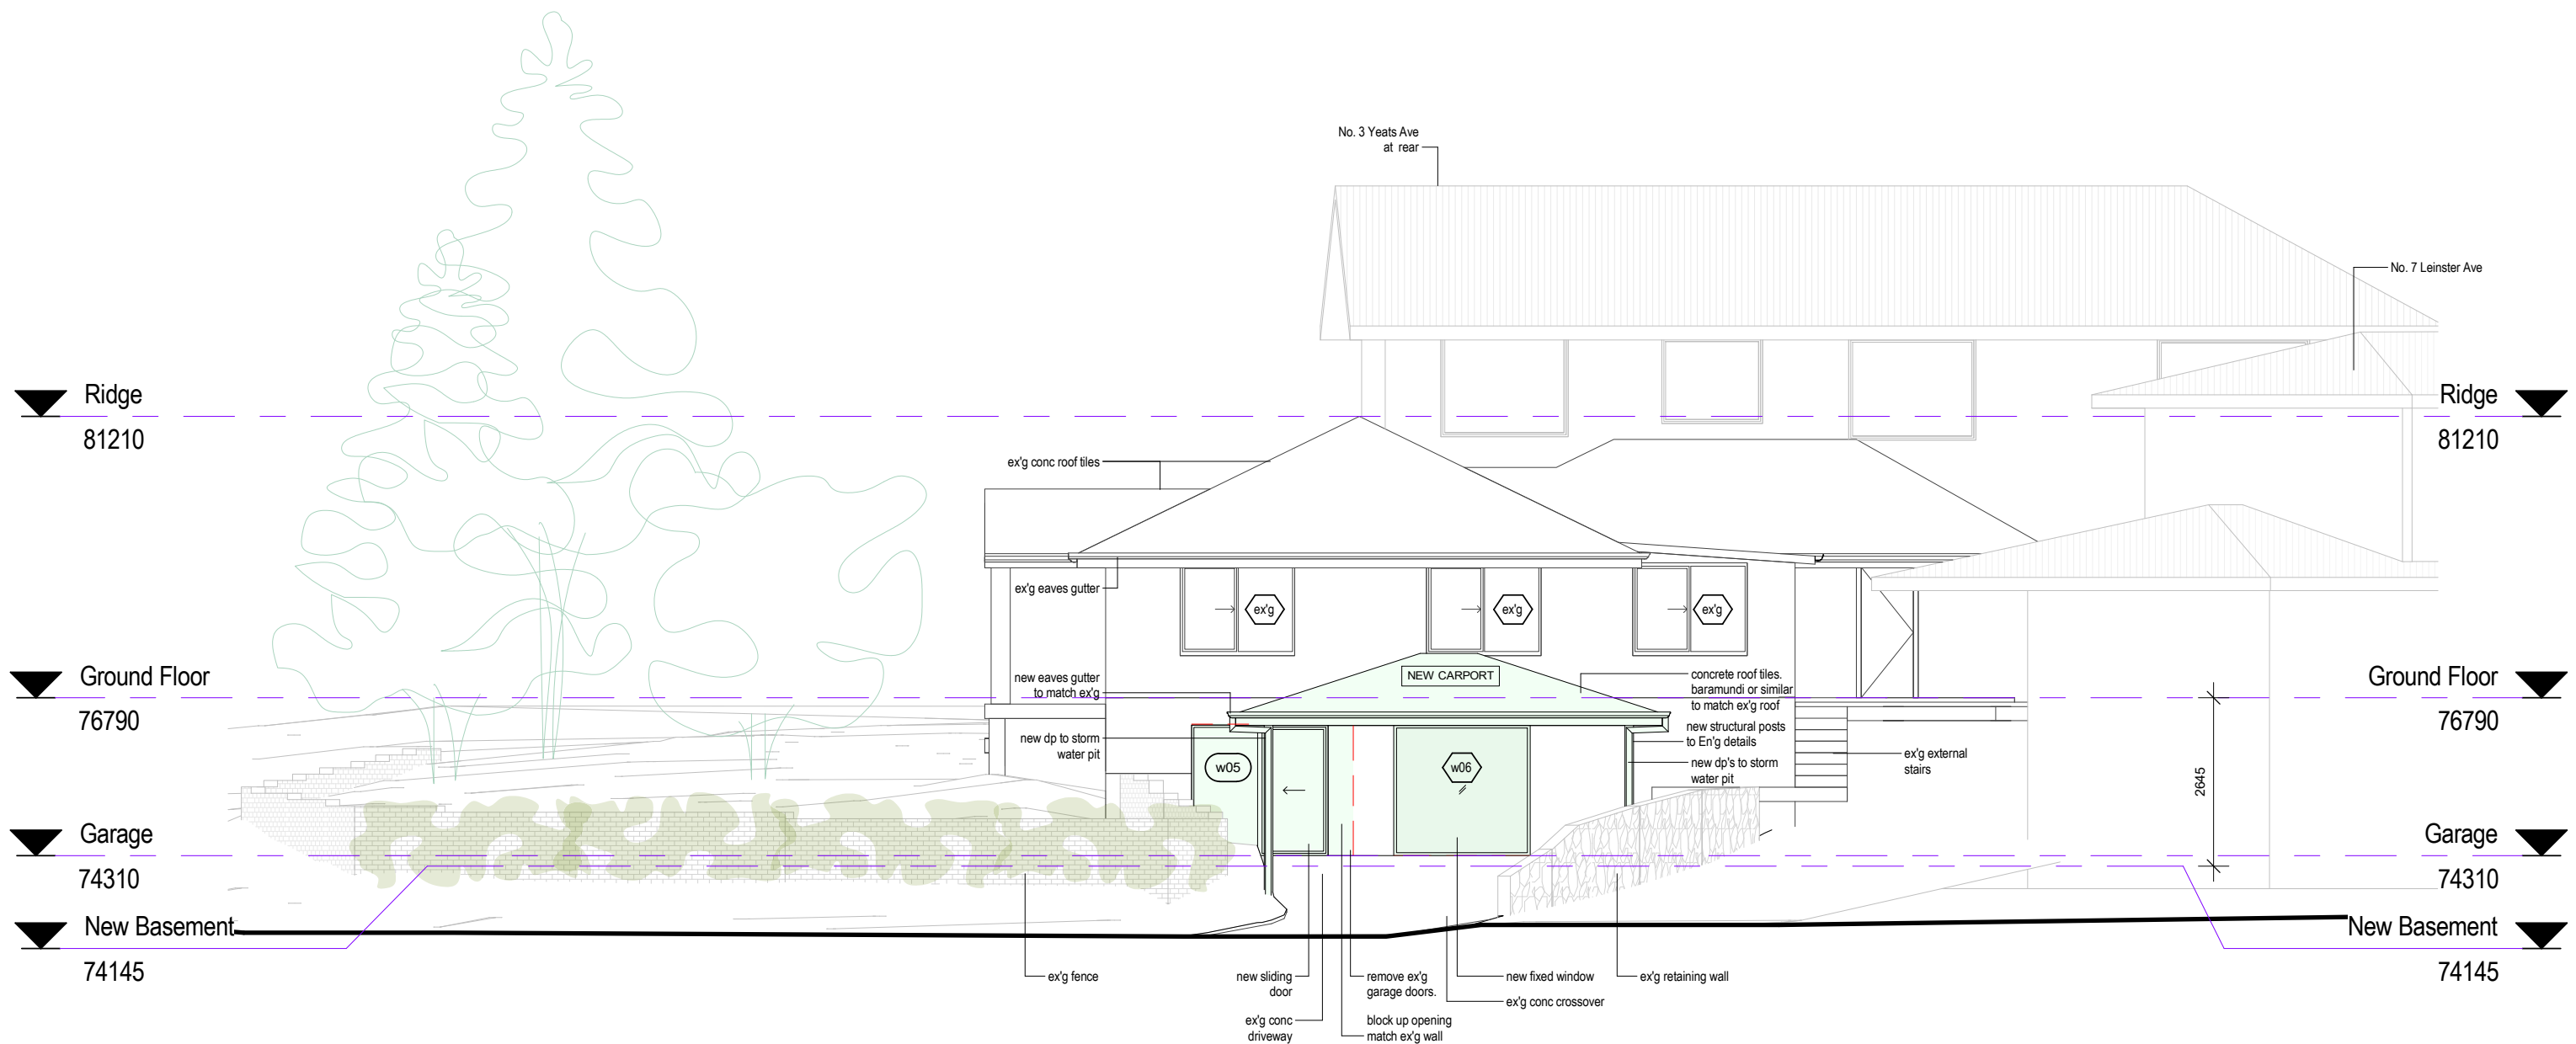 No. 3 Yeats Ave
at rear
No. 7 Leinster Ave
Ridge
81210
Ridge
81210
ex'g conc roof tiles
ex'g eaves gutter
ex'g
ex'g
ex'g
Ground Floor
76790
Ground Floor
76790
new eaves gutter
to match ex'g
NEW CARPORT
concrete roof tiles.
baramundi or similar
to match ex'g roof
new structural posts
to En'g details
new dp to storm
water pit
new dp's to storm
water pit
ex'g external
stairs
w05
w06
2645
Garage
74310
Garage
74310
New Basement
74145
New Basement
74145
ex'g fence
new sliding
door
remove ex'g
garage doors.
new fixed window
ex'g retaining wall
ex'g conc crossover
ex'g conc
driveway
block up opening
match ex'g wall